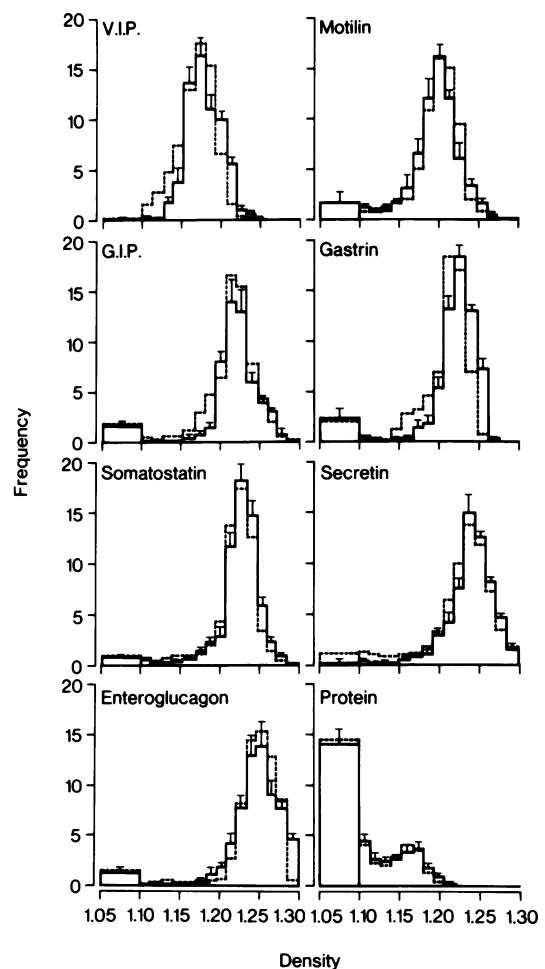 V.I.P.
Motilin
20
15
10
5
0
G.I.P.
Gastrin
20
15
10
5
0
Frequency
Somatostatin
Secretin
20
15
10
5
0
Enteroglucagon
Protein
20
15
10
5
0
1.05 1.10 1.15 1.20 1.25 1.30 1.05 1.10 1.15 1.20 1.25 1.30
Density